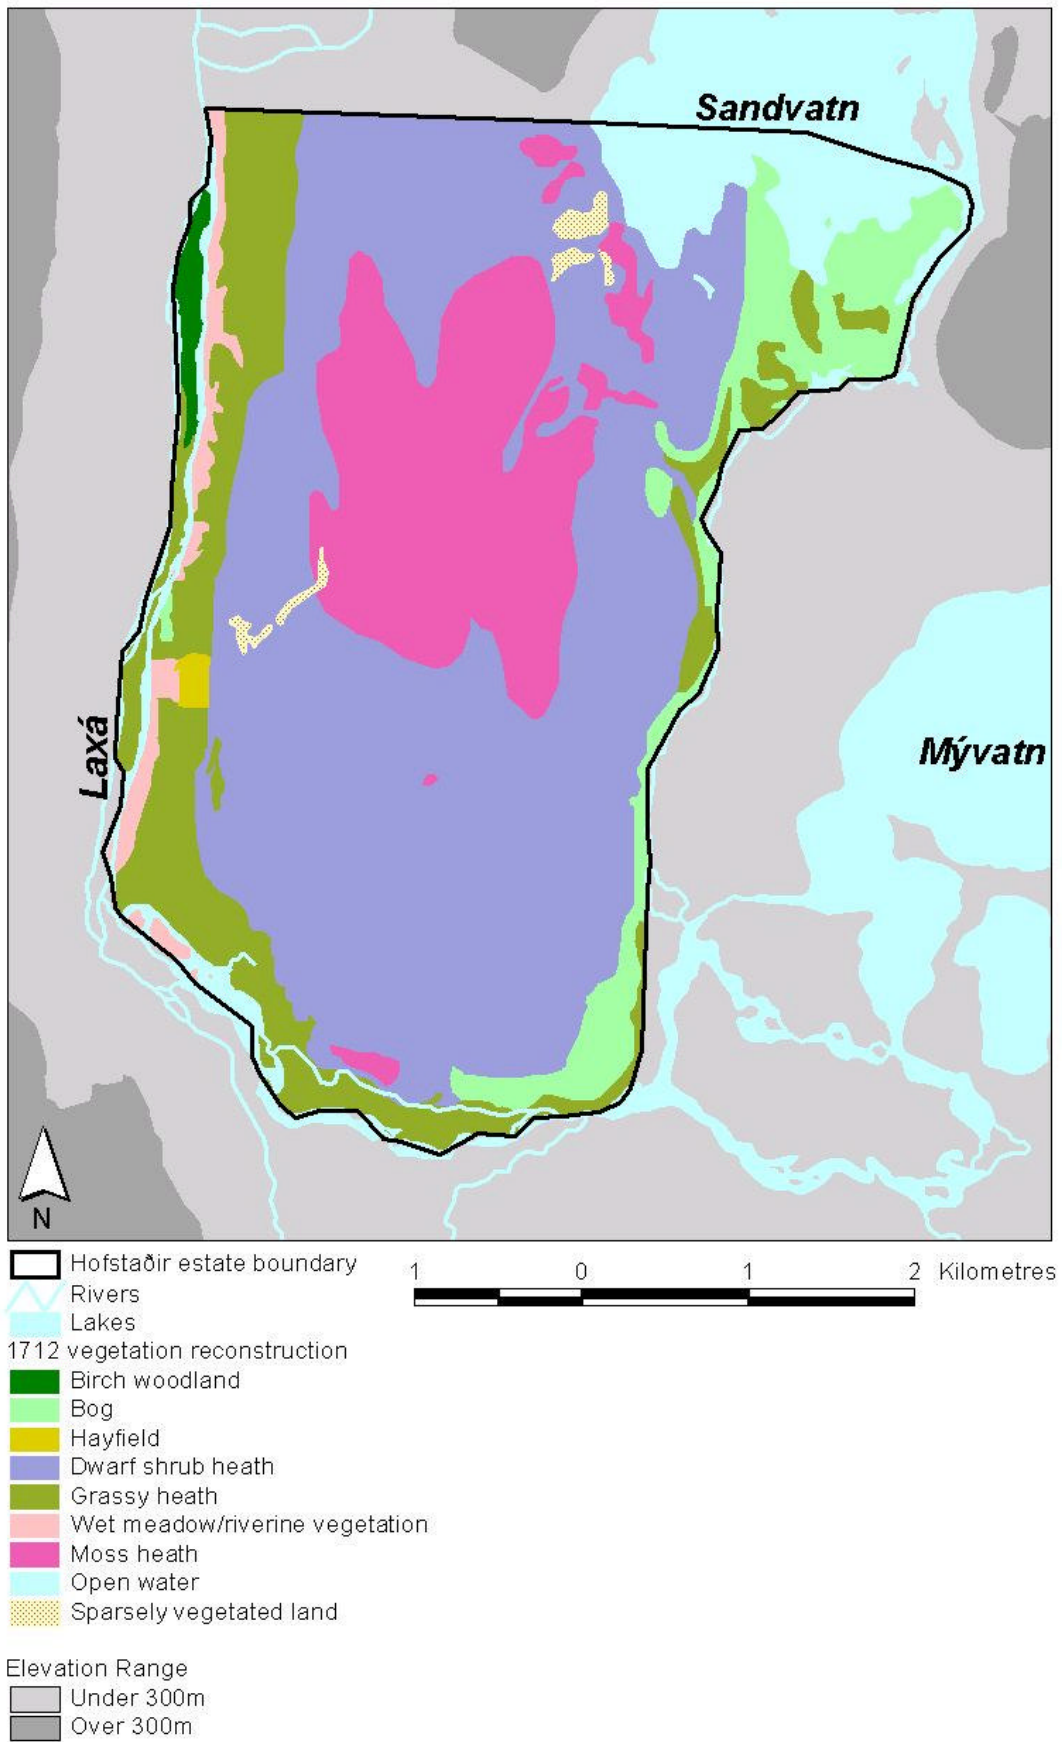 Sandvatn
Laxá
Mývatn
N
Hofstaðir estate boundary
1 0 1 2 Kilometres
Rivers
Lakes
1712 vegetation reconstruction
Birch woodland
Bog
Hayfield
Dwarf shrub heath
Grassy heath
Wet meadow/riverine vegetation
Moss heath
Open water
Sparsely vegetated land
Elevation Range
Under 300m
Over 300m